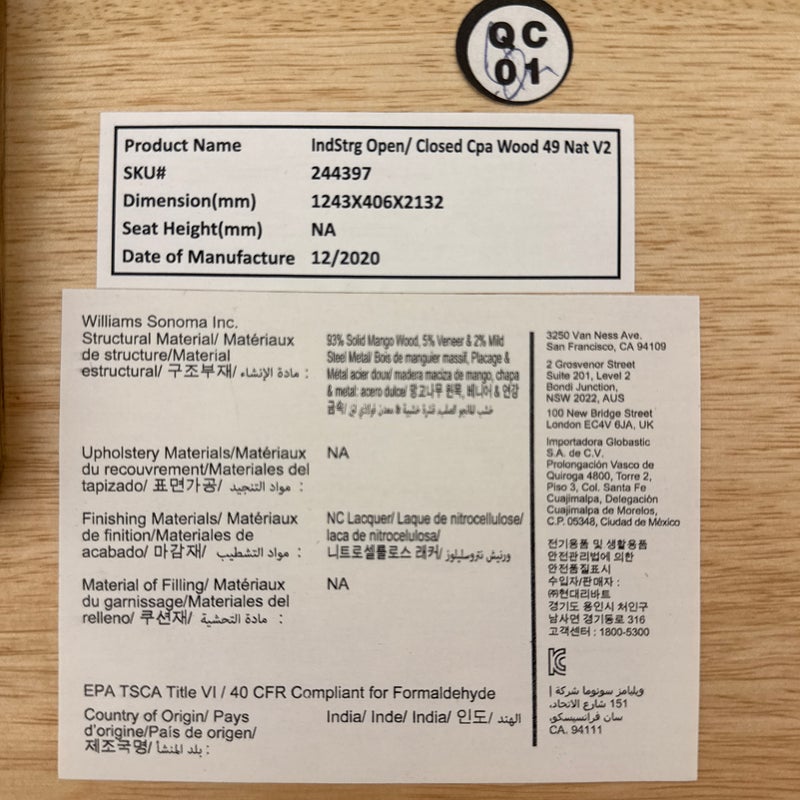 QC
01
Product Name IndStrg Open/ Closed Cpa Wood 49 Nat V2
SKU# 244397
Dimension(mm) 1243X406X2132
Seat Height(mm) NA
Date of Manufacture 12/2020
Williams Sonoma Inc.
Structural Material/ Matériaux
de structure/Material
estructural/ 구조부재/ مادة الإنشاء :
93% Solid Mango Wood, 5% Veneer & 2% Mild
Steel Metal/ Bois de manguier massif, Placage &
Métal acier doux/ madera maciza de mango, chapa
& metal: acero dulce/ 망고나무 원목, 베니어 & 연강
금속/ خشب المانجو الصلب، قشرة خشبية & معدن فولاذي لين
Upholstery Materials/Matériaux
du recouvrement/Materiales del
tapizado/ 표면가공/ مواد التنجيد :
NA
Finishing Materials/ Matériaux
de finition/Materiales de
acabado/ 마감재/ مواد التشطيب :
NC Lacquer/ Laque de nitrocellulose/
laca de nitrocelulosa/
니트로셀룰로스 래커/ ورنيش نتروسليلوز
Material of Filling/ Matériaux
du garnissage/Materiales del
relleno/ 쿠션재/ مادة التحشية :
NA
EPA TSCA Title VI / 40 CFR Compliant for Formaldehyde
Country of Origin/ Pays
d'origine/País de origen/
제조국명/ بلد المنشأ :
India/ Inde/ India/ 인도/ الهند
3250 Van Ness Ave.
San Francisco, CA 94109
2 Grosvenor Street
Suite 201, Level 2
Bondi Junction,
NSW 2022, AUS
100 New Bridge Street
London EC4V 6JA, UK
Importadora Globastic
S.A. de C.V.
Prolongación Vasco de
Quiroga 4800, Torre 2,
Piso 3, Col. Santa Fe
Cuajimalpa, Delegación
Cuajimalpa de Morelos,
C.P. 05348, Ciudad de México
전기용품 및 생활용품
안전관리법에 의한
안전품질표시
수입자/판매자 :
㈜현대리바트
경기도 용인시 처인구
남사면 경기동로 316
고객센터 : 1800-5300
ويليامز سونوما شركة |
151 شارع الاتحاد،
سان فرانسيسكو،
CA. 94111